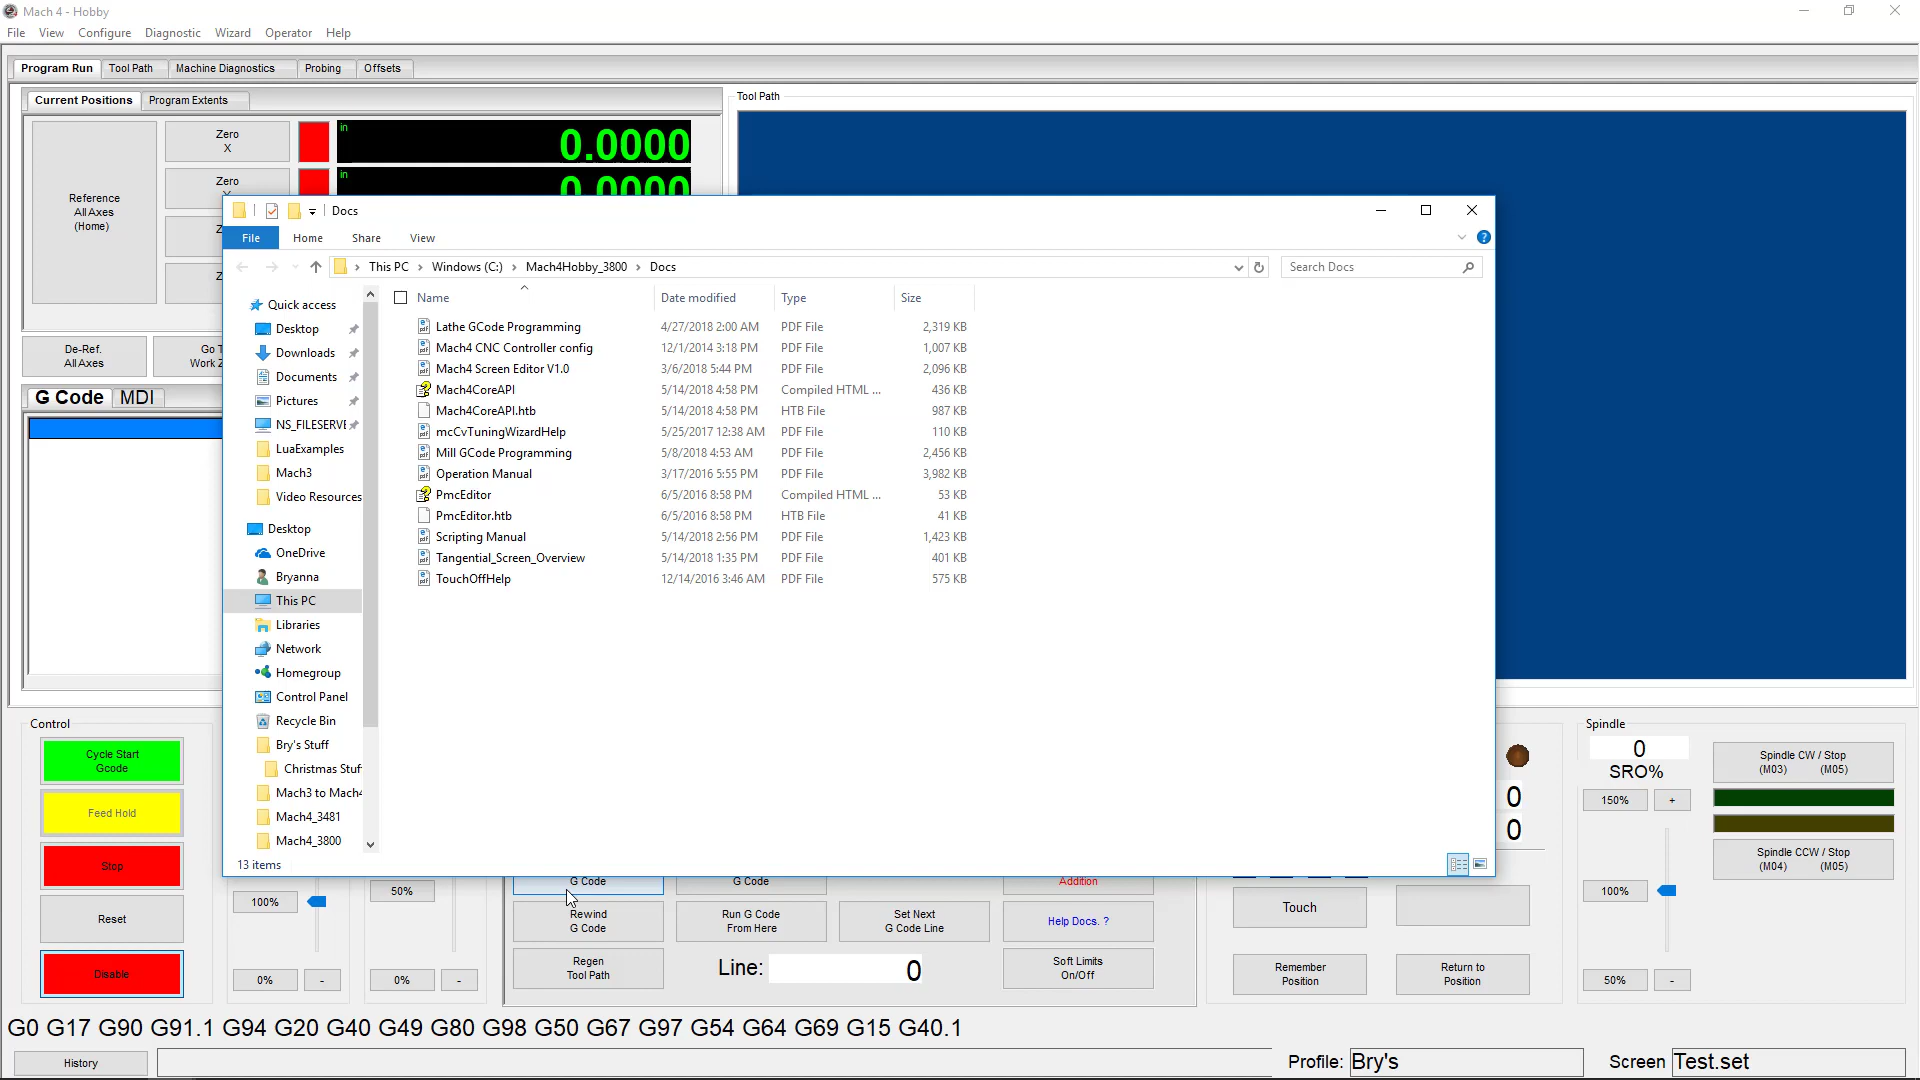 Mach 4 - Hobby
File View Configure Diagnostic Wizard Operator Help
Program Run Tool Path Machine Diagnostics Probing Offsets
Current Positions Program Extents
Tool Path
Zero
X
in
0.0000
Zero
in
0.0000
Reference
All Axes
(Home)
De-Ref.
All Axes
Go
Work
G Code MDI
Docs
File Home Share View
This PC › Windows (C:) › Mach4Hobby_3800 › Docs
Search Docs
Quick access
Desktop
Downloads
Documents
Pictures
NS_FILESERVE
LuaExamples
Mach3
Video Resources
Desktop
OneDrive
Bryanna
This PC
Libraries
Network
Homegroup
Control Panel
Recycle Bin
Bry's Stuff
Christmas Stuf
Mach3 to Mach4
Mach4_3481
Mach4_3800
Name Date modified Type Size
Lathe GCode Programming 4/27/2018 2:00 AM PDF File 2,319 KB
Mach4 CNC Controller config 12/1/2014 3:18 PM PDF File 1,007 KB
Mach4 Screen Editor V1.0 3/6/2018 5:44 PM PDF File 2,096 KB
Mach4CoreAPI 5/14/2018 4:58 PM Compiled HTML ... 436 KB
Mach4CoreAPI.htb 5/14/2018 4:58 PM HTB File 987 KB
mcCvTuningWizardHelp 5/25/2017 12:38 AM PDF File 110 KB
Mill GCode Programming 5/8/2018 4:53 AM PDF File 2,456 KB
Operation Manual 3/17/2016 5:55 PM PDF File 3,982 KB
PmcEditor 6/5/2016 8:58 PM Compiled HTML ... 53 KB
PmcEditor.htb 6/5/2016 8:58 PM HTB File 41 KB
Scripting Manual 5/14/2018 2:56 PM PDF File 1,423 KB
Tangential_Screen_Overview 5/14/2018 1:35 PM PDF File 401 KB
TouchOffHelp 12/14/2016 3:46 AM PDF File 575 KB
13 items
Control
Cycle Start
Gcode
Feed Hold
Stop
Reset
Disable
100%
0% -
50%
0% -
G Code
G Code
Addition
Rewind
G Code
Run G Code
From Here
Set Next
G Code Line
Help Docs. ?
Regen
Tool Path
Line: 0
Soft Limits
On/Off
0
0
Touch
Remember
Position
Return to
Position
Spindle
0
SRO%
150% +
100%
50% -
Spindle CW / Stop
(M03) (M05)
Spindle CCW / Stop
(M04) (M05)
G0 G17 G90 G91.1 G94 G20 G40 G49 G80 G98 G50 G67 G97 G54 G64 G69 G15 G40.1
History
Profile: Bry's
Screen Test.set